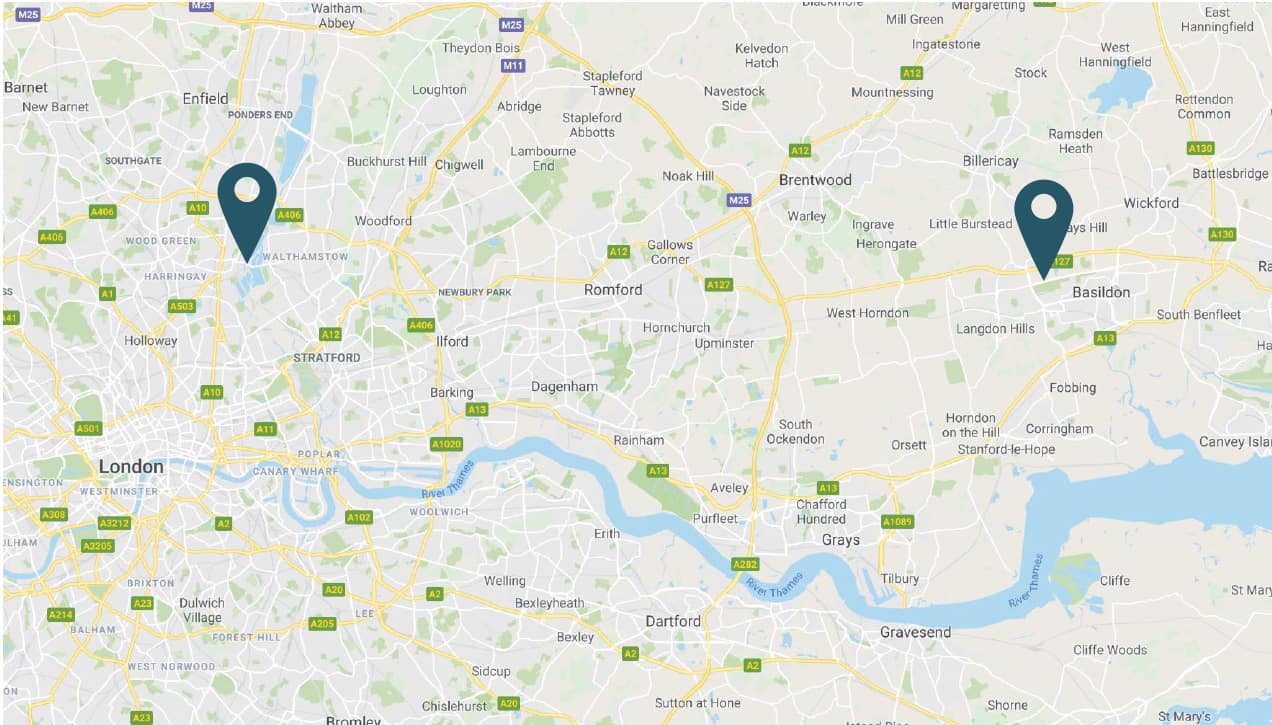 M25
Waltham
Abbey
M25
Margaretting
East
Hanningfield
Mill Green
Theydon Bois
Kelvedon
Hatch
Ingatestone
West
Hanningfield
M11
A12
Stock
Barnet
Enfield
Loughton
Stapleford
Tawney
Navestock
Side
Mountnessing
New Barnet
Abridge
Rettendon
Common
PONDERS END
Stapleford
Abbotts
Ramsden
Heath
SOUTHGATE
Buckhurst Hill
Chigwell
Lambourne
End
A12
Billericay
A130
Noak Hill
Brentwood
Battlesbridge
A406
A10
A406
Woodford
M25
Warley
Ingrave
Little Burstead
Wickford
A406
WOOD GREEN
WALTHAMSTOW
A12
Gallows
Corner
Herongate
ays Hill
A130
127
HARRINGAY
A1
A503
NEWBURY PARK
Romford
A127
Basildon
A41
A12
A406
Hornchurch
West Horndon
Langdon Hills
South Benfleet
Holloway
STRATFORD
Ilford
Upminster
A13
A10
Barking
Dagenham
Fobbing
A13
A501
A11
A1020
Rainham
South
Ockendon
Orsett
Horndon
on the Hill
Corringham
Stanford-le-Hope
Canvey Islan
London
POPLAR
CANARY WHARF
River Thames
A13
Aveley
A13
ENSINGTON
WESTMINSTER
WOOLWICH
Purfleet
Chafford
Hundred
A1089
A308
A3212
A2
A102
Erith
Grays
ULHAM
A3205
A282
River Thames
Tilbury
River Thames
Cliffe
BRIXTON
A20
A2
Welling
St Mary
A23
Dulwich
Village
LEE
Bexleyheath
A214
A205
BALHAM
FOREST HILL
Bexley
Dartford
Gravesend
A2
A2
Cliffe Woods
WEST NORWOOD
Sidcup
Chislehurst
A20
Sutton at Hone
Shorne
A23
Bromley
St Mary's